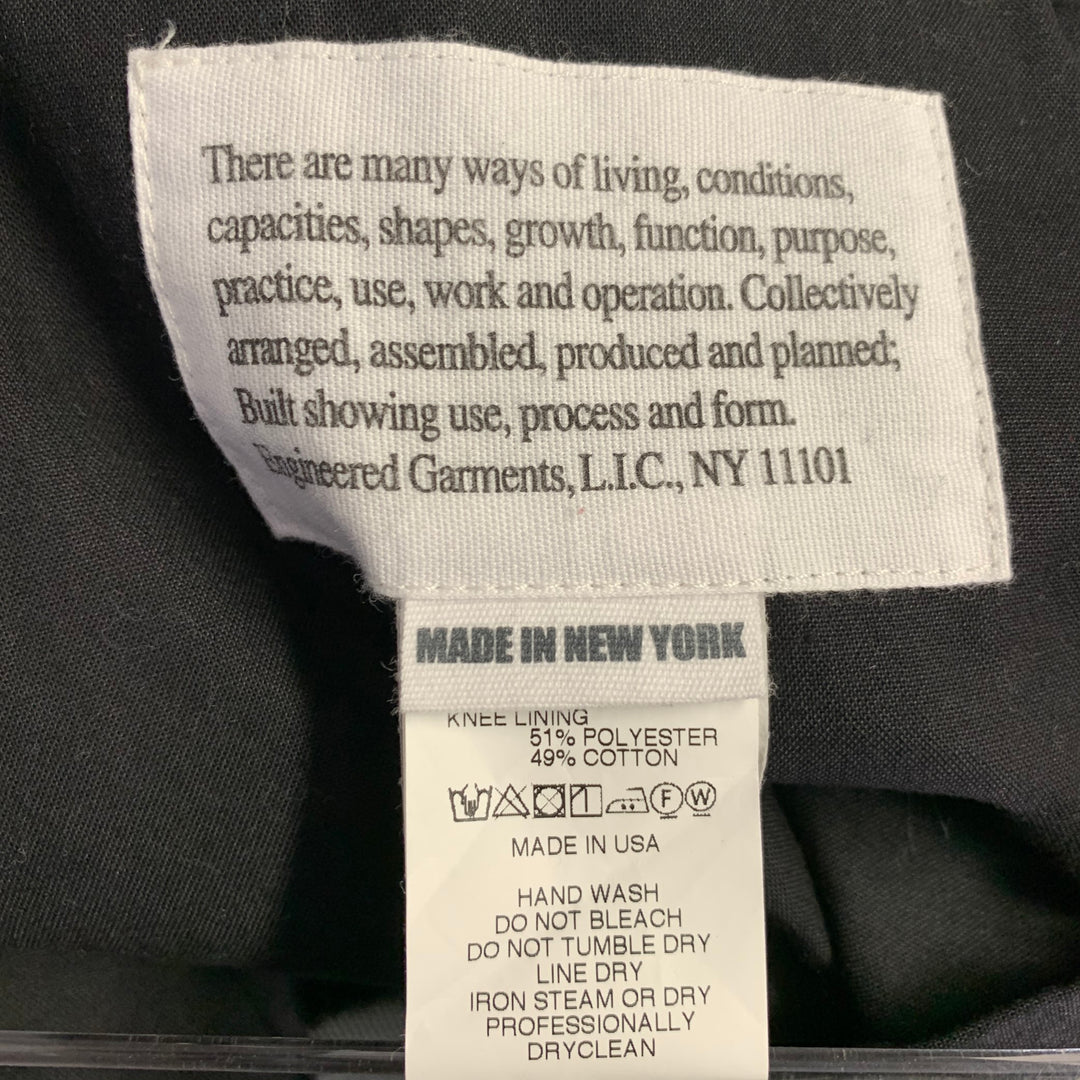 There are many ways of living, conditions,
capacities, shapes, growth, function, purpose,
practice, use, work and operation. Collectively
arranged, assembled, produced and planned;
Built showing use, process and form.
Engineered Garments, L.I.C., NY 11101
MADE IN NEW YORK
KNEE LINING
51% POLYESTER
49% COTTON
F W
MADE IN USA
HAND WASH
DO NOT BLEACH
DO NOT TUMBLE DRY
LINE DRY
IRON STEAM OR DRY
PROFESSIONALLY
DRYCLEAN